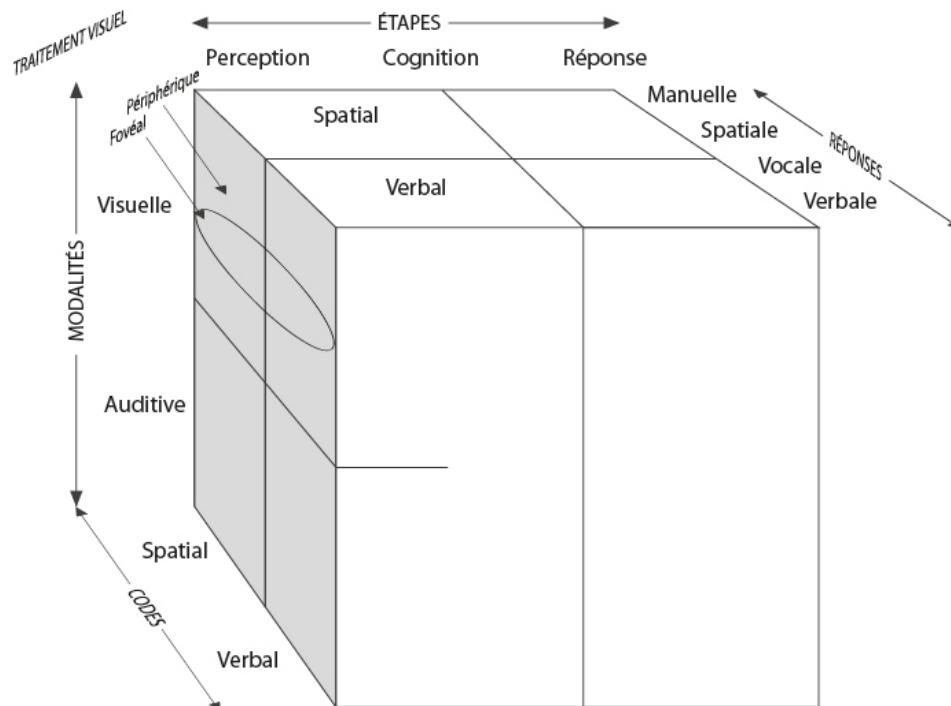 TRAITEMENT VISUEL
ÉTAPES
Perception Cognition Réponse
Périphérique
Fovéal
Spatial
Verbal
Manuelle
Spatiale
Vocale
Verbale
RÉPONSES
MODALITÉS
Visuelle
Auditive
Spatial
Verbal
CODES